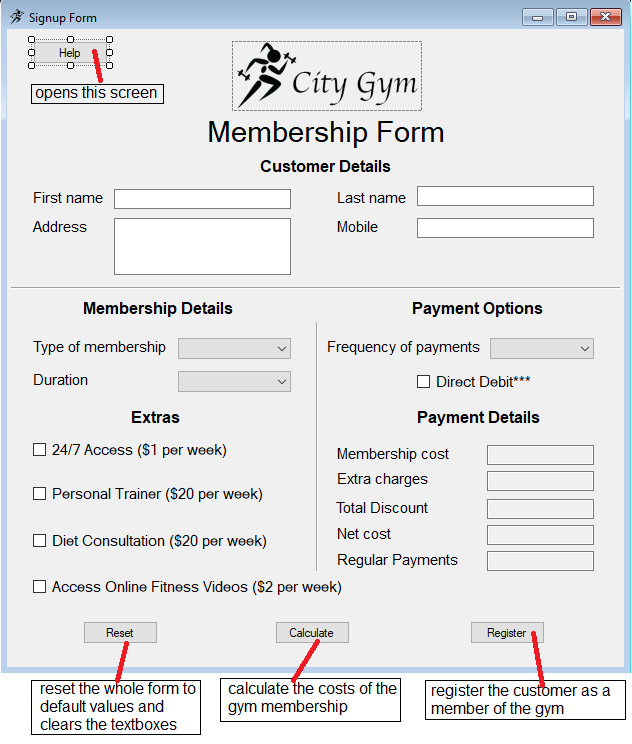 Signup Form
Help
opens this screen
City Gym
Membership Form
Customer Details
First name
Last name
Address
Mobile
Membership Details
Payment Options
Type of membership
Frequency of payments
Duration
Direct Debit***
Extras
Payment Details
24/7 Access ($1 per week)
Membership cost
Extra charges
Personal Trainer ($20 per week)
Total Discount
Net cost
Diet Consultation ($20 per week)
Regular Payments
Access Online Fitness Videos ($2 per week)
Reset
Calculate
Register
reset the whole form to
default values and
clears the textboxes
calculate the costs of the
gym membership
register the customer as a
member of the gym